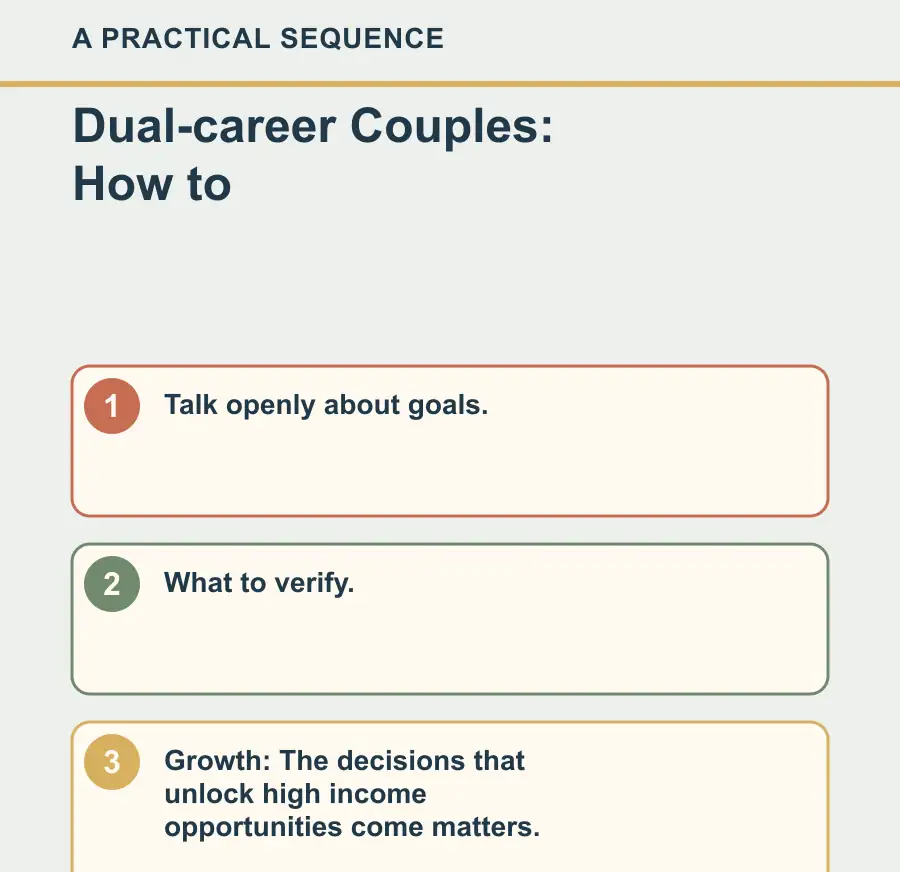 A PRACTICAL SEQUENCE
Dual-career Couples:
How to
1
Talk openly about goals.
2
What to verify.
3
Growth: The decisions that
unlock high income
opportunities come matters.